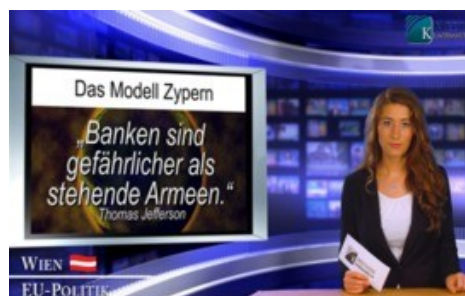 Das Modell Zypern
„Banken sind
gefährlicher als
stehende Armeen.“
Thomas Jefferson
WIEN
EU-POLITIK